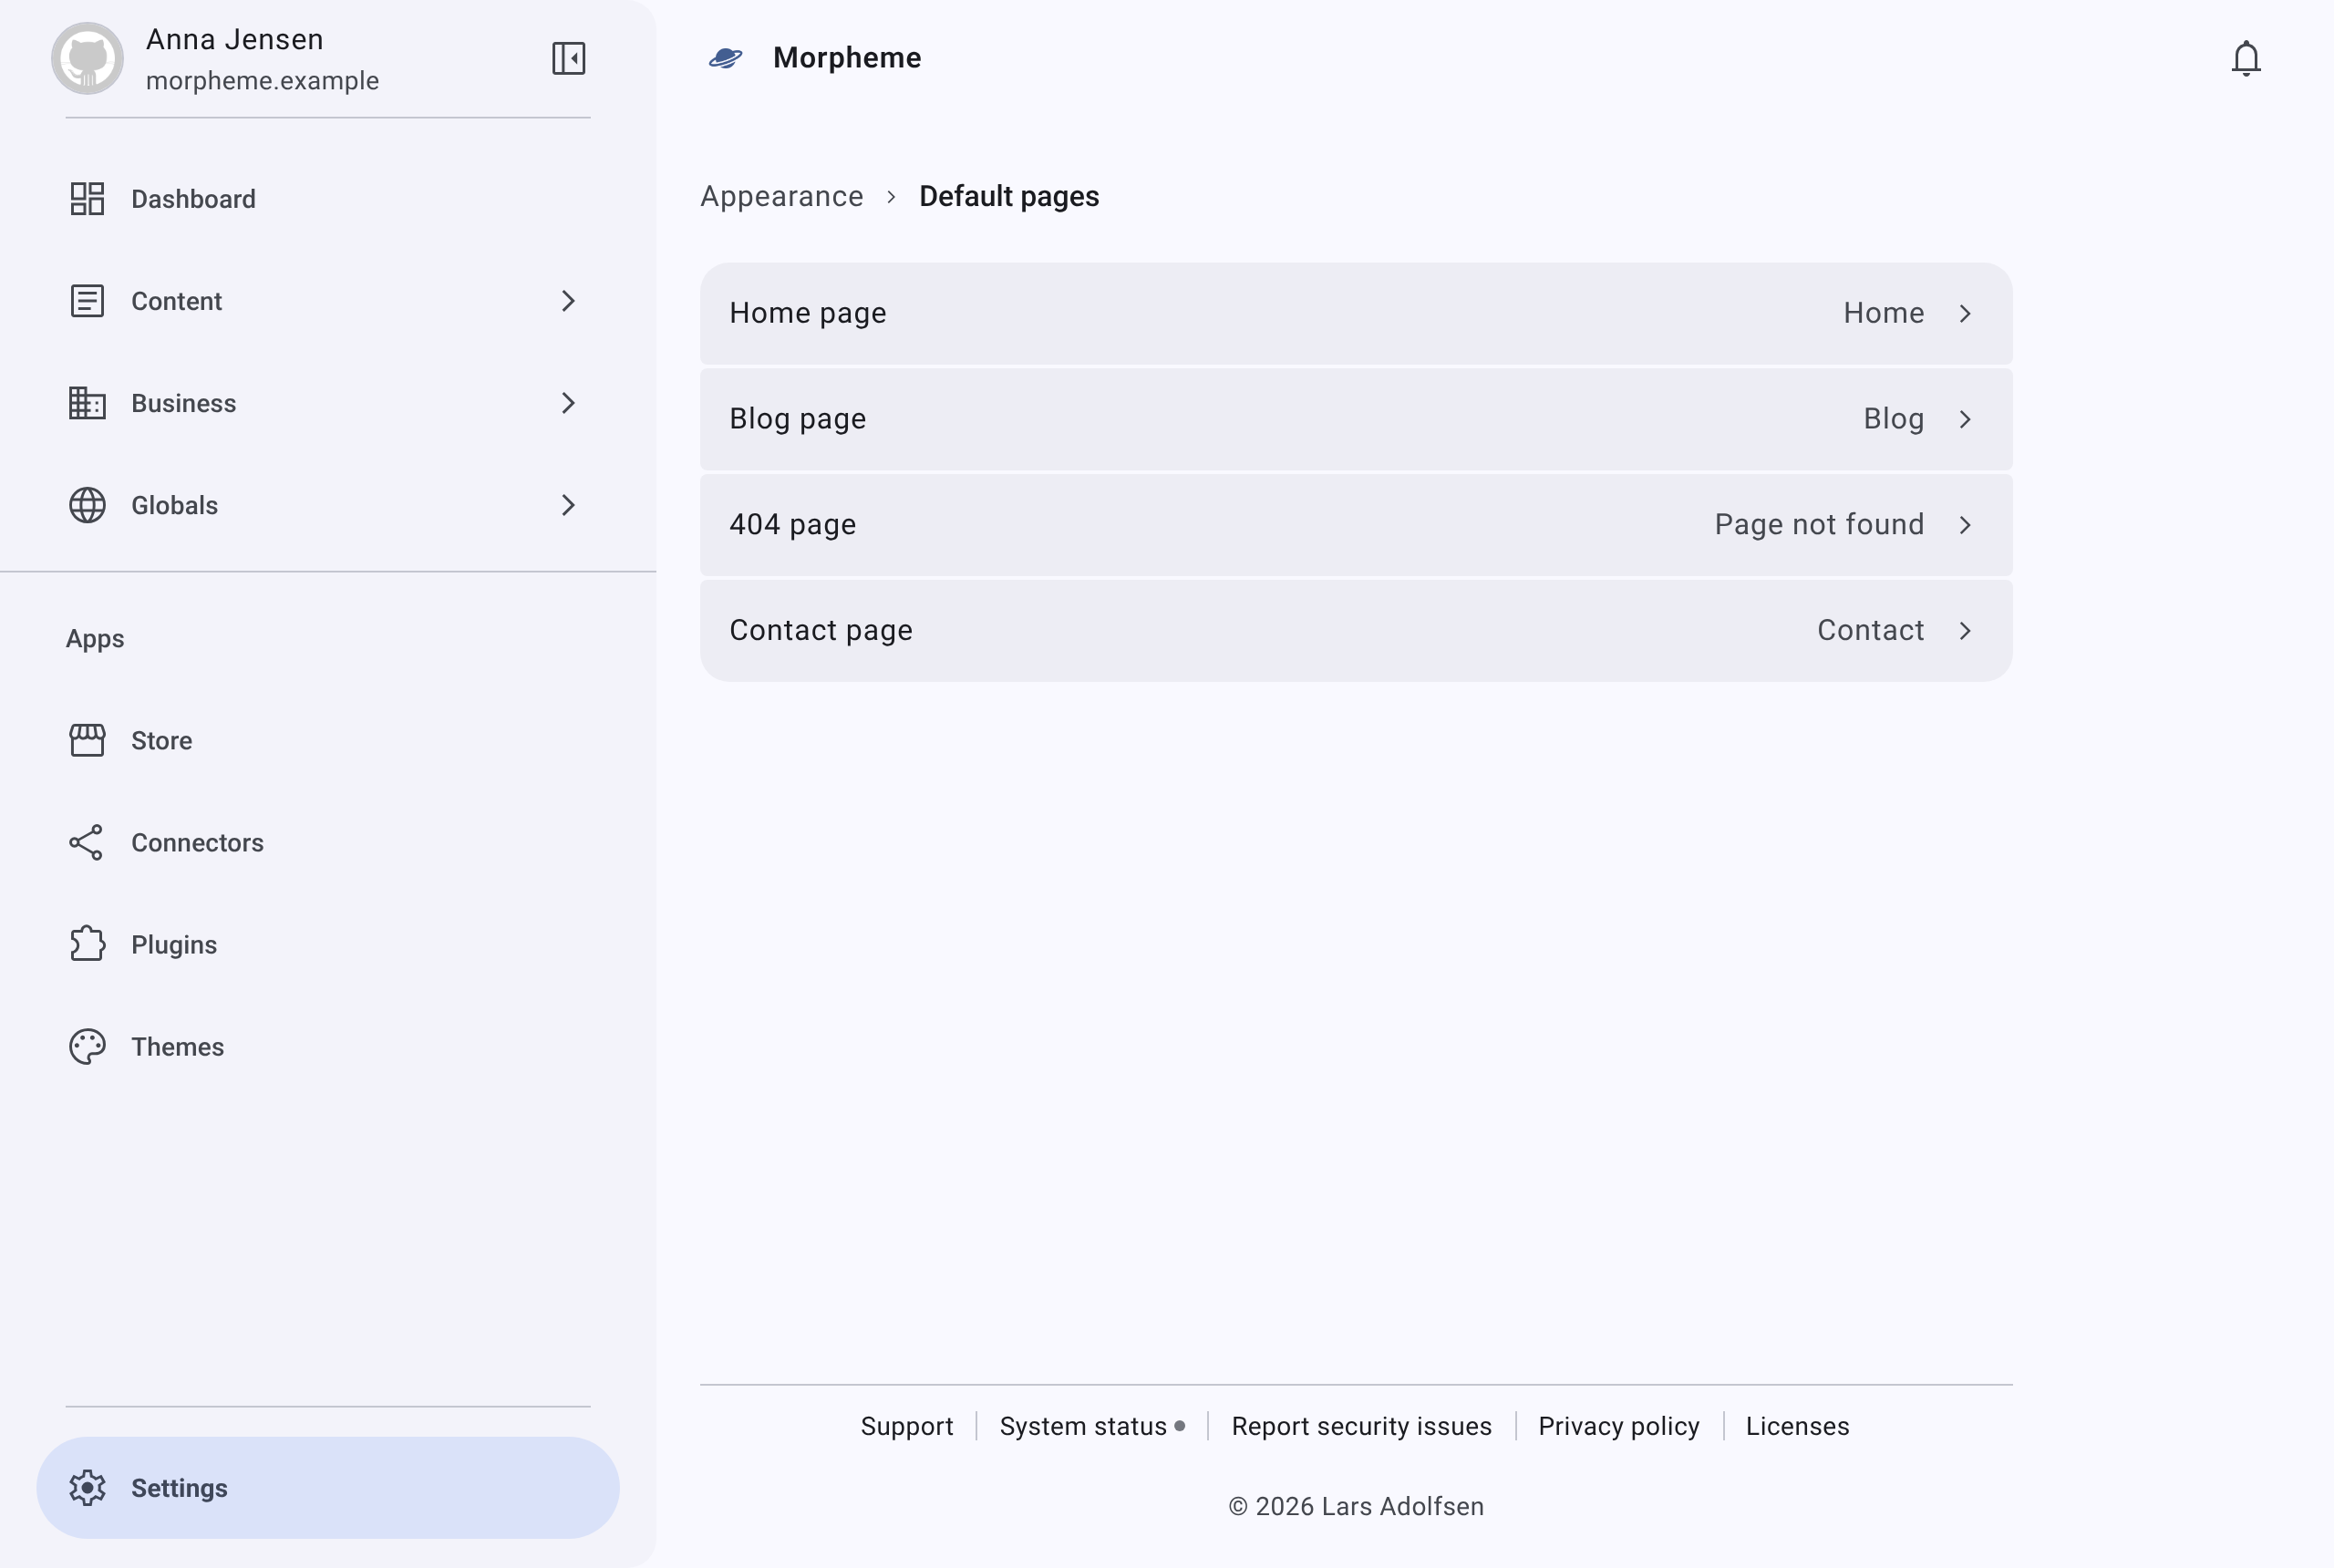 Anna Jensen
morpheme.example
Dashboard
Content
Business
Globals
Apps
Store
Connectors
Plugins
Themes
Settings
Morpheme
Appearance > Default pages
Home page Home
Blog page Blog
404 page Page not found
Contact page Contact
Support | System status | Report security issues | Privacy policy | Licenses
© 2026 Lars Adolfsen